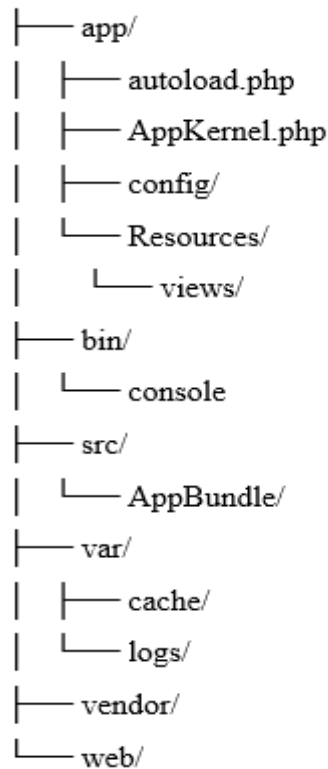 ├── app/
│   ├── autoload.php
│   ├── AppKernel.php
│   ├── config/
│   └── Resources/
│       └── views/
├── bin/
│   └── console
├── src/
│   └── AppBundle/
├── var/
│   ├── cache/
│   └── logs/
├── vendor/
└── web/